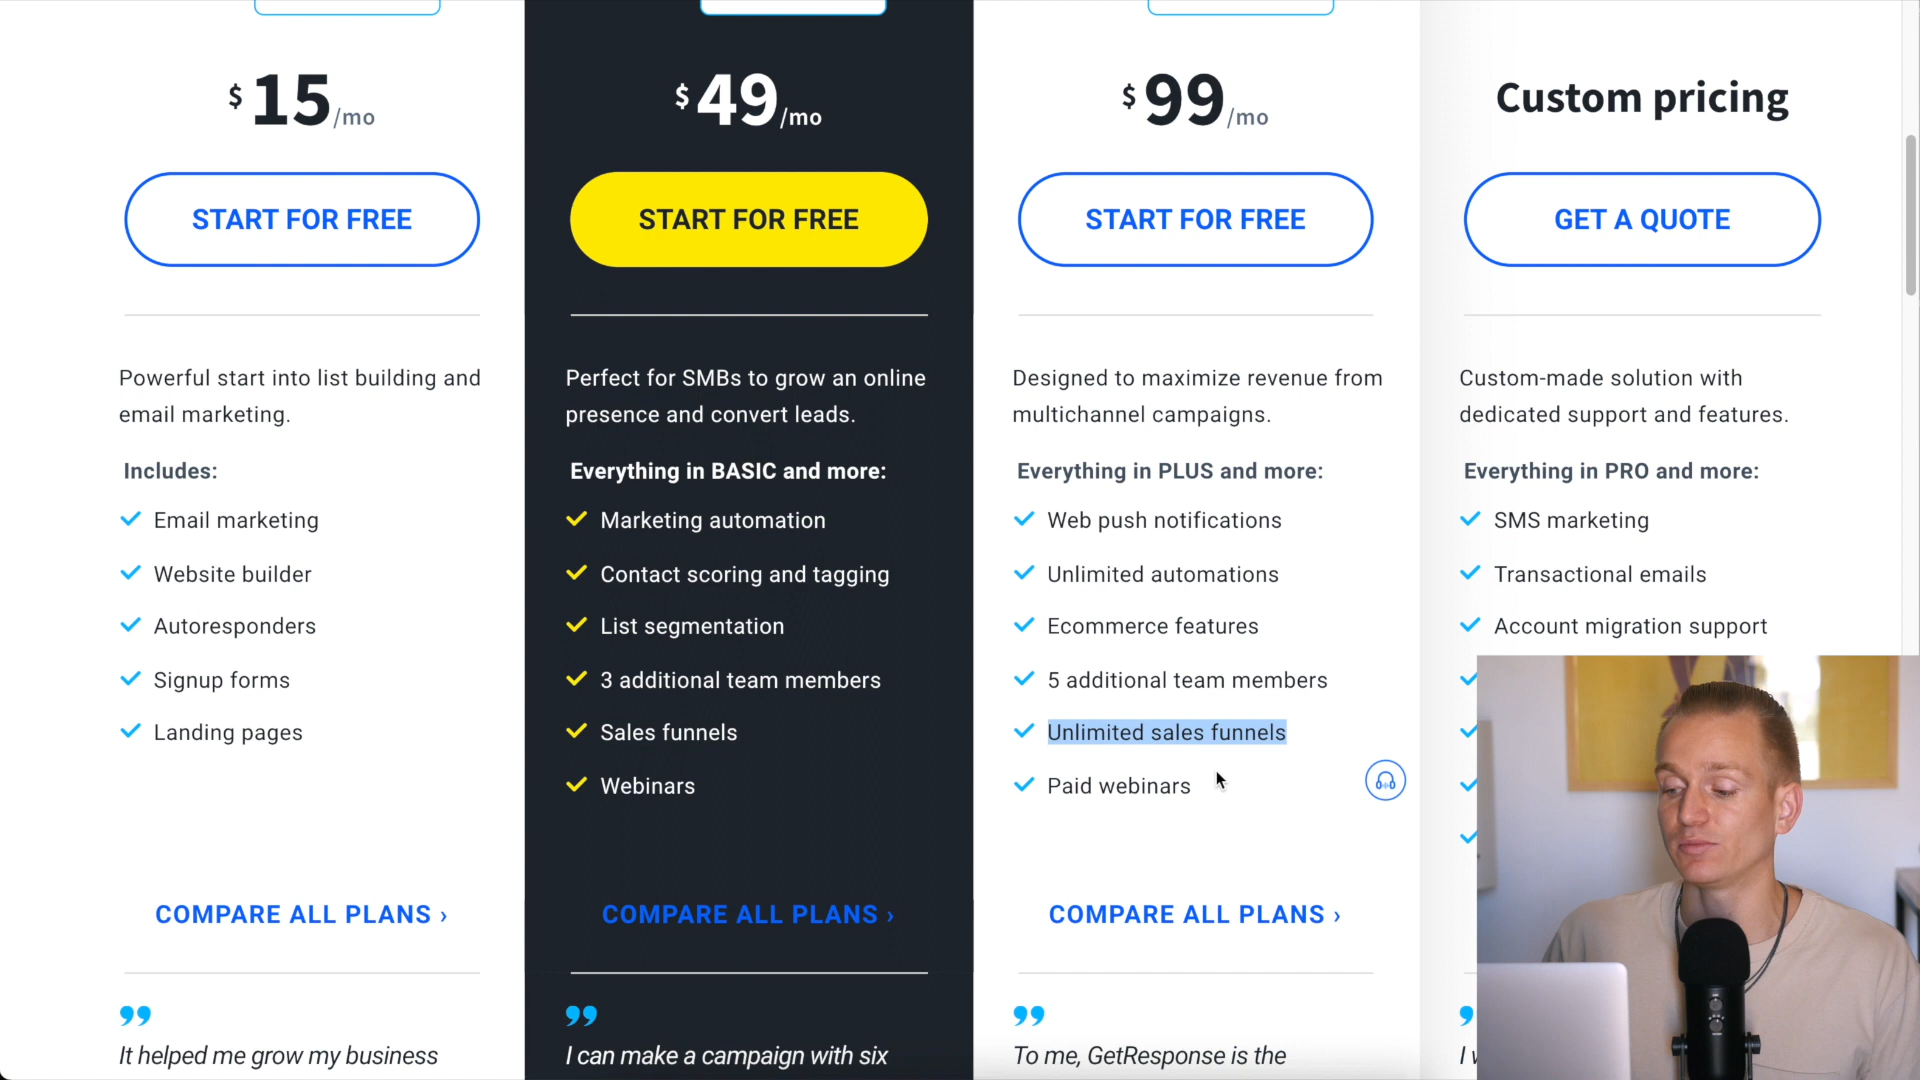 $15/mo
START FOR FREE
Powerful start into list building and
email marketing.
Includes:
Email marketing
Website builder
Autoresponders
Signup forms
Landing pages
COMPARE ALL PLANS ›
”
It helped me grow my business
$49/mo
START FOR FREE
Perfect for SMBs to grow an online
presence and convert leads.
Everything in BASIC and more:
Marketing automation
Contact scoring and tagging
List segmentation
3 additional team members
Sales funnels
Webinars
COMPARE ALL PLANS ›
”
I can make a campaign with six
$99/mo
START FOR FREE
Designed to maximize revenue from
multichannel campaigns.
Everything in PLUS and more:
Web push notifications
Unlimited automations
Ecommerce features
5 additional team members
Unlimited sales funnels
Paid webinars
COMPARE ALL PLANS ›
”
To me, GetResponse is the
Custom pricing
GET A QUOTE
Custom-made solution with
dedicated support and features.
Everything in PRO and more:
SMS marketing
Transactional emails
Account migration support
I